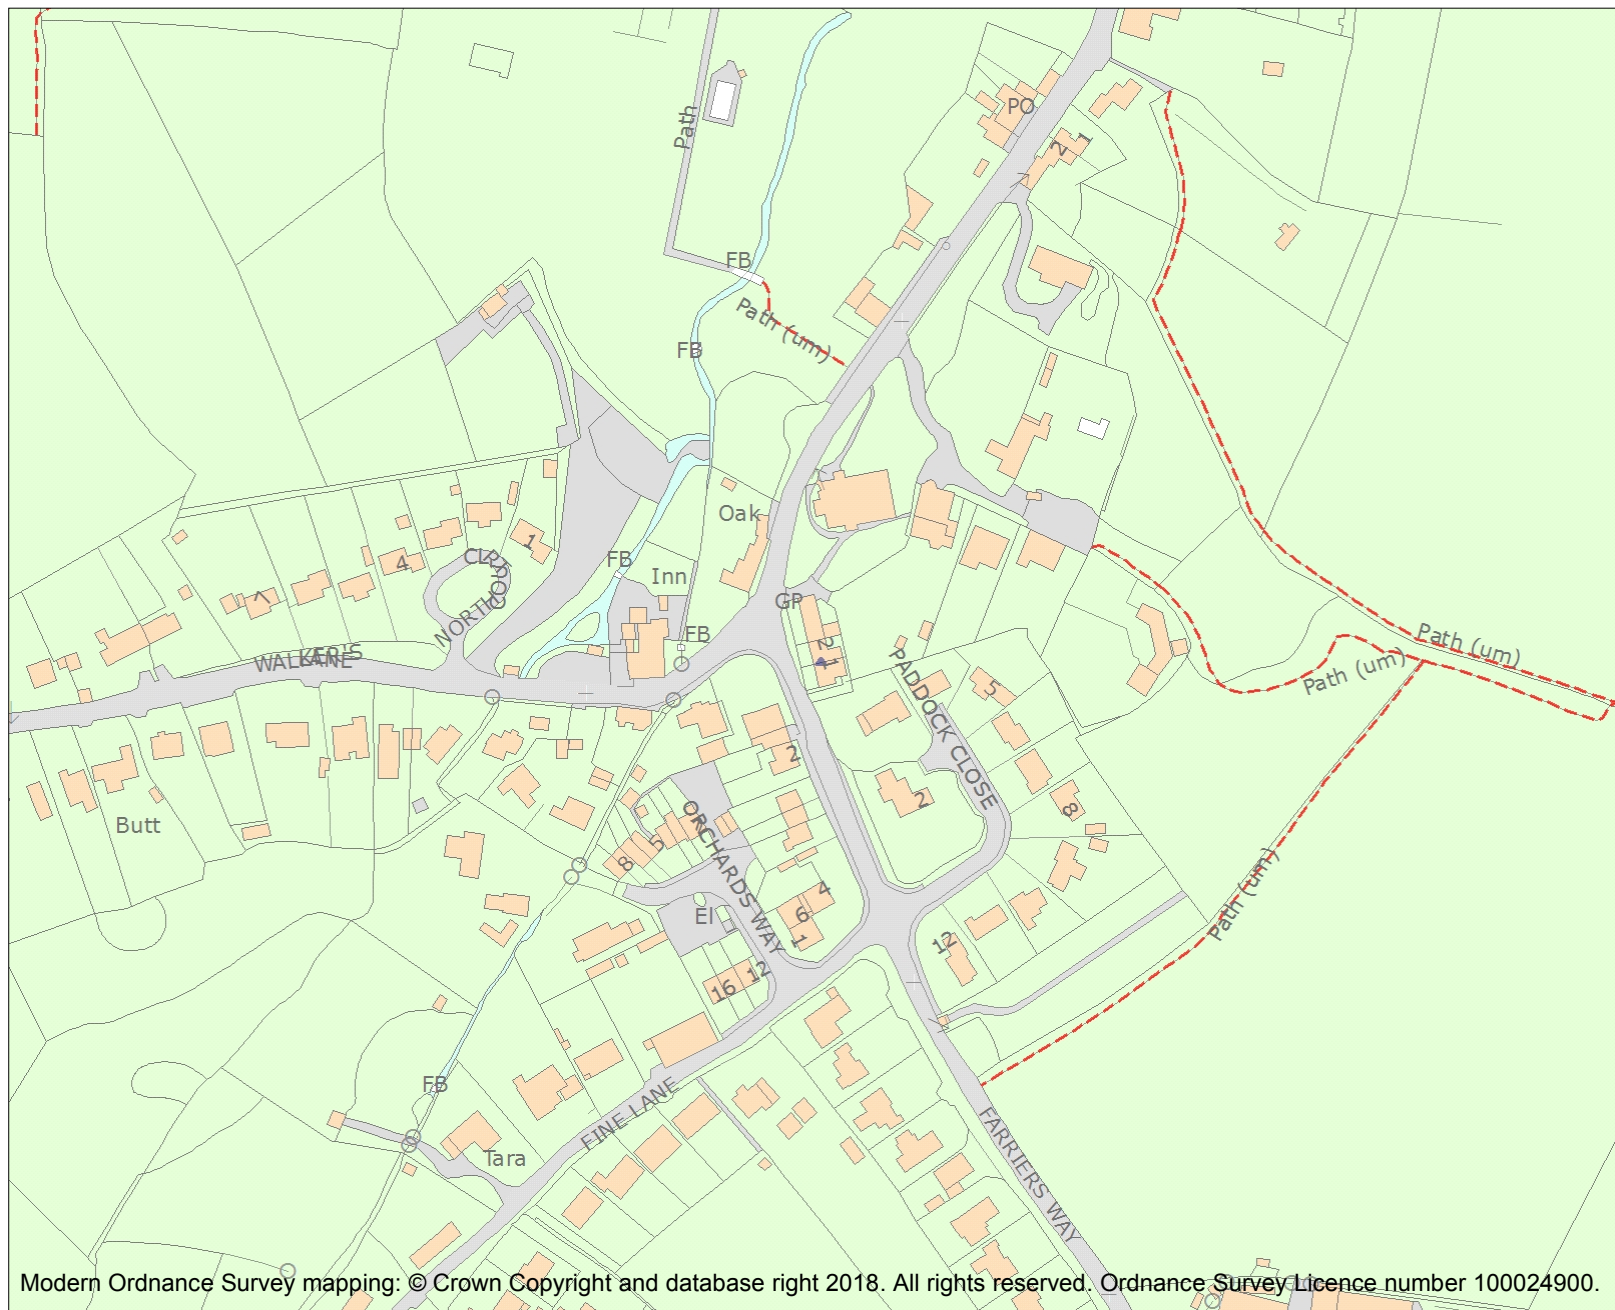 PO
1
2
Path
FB
Path (um)
FB
Oak
CL
NORTH
1
4
7
FB
Inn
GP
FB
WALKER'S
LANE
2
1
PADDOCK CLOSE
5
Path (um)
Path (um)
2
2
8
Butt
ORCHARDS WAY
5
8
4
6
1
El
12
16
12
Path (um)
FB
Tara
FINE LANE
FARRIERS WAY
Modern Ordnance Survey mapping: © Crown Copyright and database right 2018. All rights reserved. Ordnance Survey Licence number 100024900.